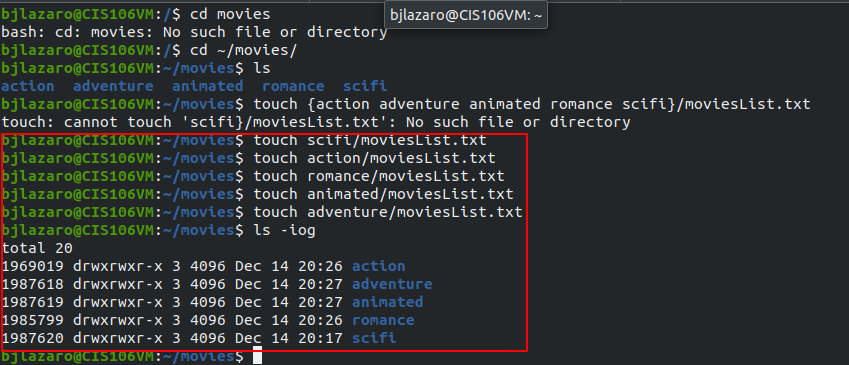 bjlazaro@CIS106VM:/$ cd movies
bjlazaro@CIS106VM: ~
bash: cd: movies: No such file or directory
bjlazaro@CIS106VM:/$ cd ~/movies/
bjlazaro@CIS106VM:~/movies$ ls
action  adventure  animated  romance  scifi
bjlazaro@CIS106VM:~/movies$ touch {action adventure animated romance scifi}/moviesList.txt
touch: cannot touch 'scifi}/moviesList.txt': No such file or directory
bjlazaro@CIS106VM:~/movies$ touch scifi/moviesList.txt
bjlazaro@CIS106VM:~/movies$ touch action/moviesList.txt
bjlazaro@CIS106VM:~/movies$ touch romance/moviesList.txt
bjlazaro@CIS106VM:~/movies$ touch animated/moviesList.txt
bjlazaro@CIS106VM:~/movies$ touch adventure/moviesList.txt
bjlazaro@CIS106VM:~/movies$ ls -iog
total 20
1969019 drwxrwxr-x 3 4096 Dec 14 20:26 action
1987618 drwxrwxr-x 3 4096 Dec 14 20:27 adventure
1987619 drwxrwxr-x 3 4096 Dec 14 20:27 animated
1985799 drwxrwxr-x 3 4096 Dec 14 20:26 romance
1987620 drwxrwxr-x 3 4096 Dec 14 20:17 scifi
bjlazaro@CIS106VM:~/movies$